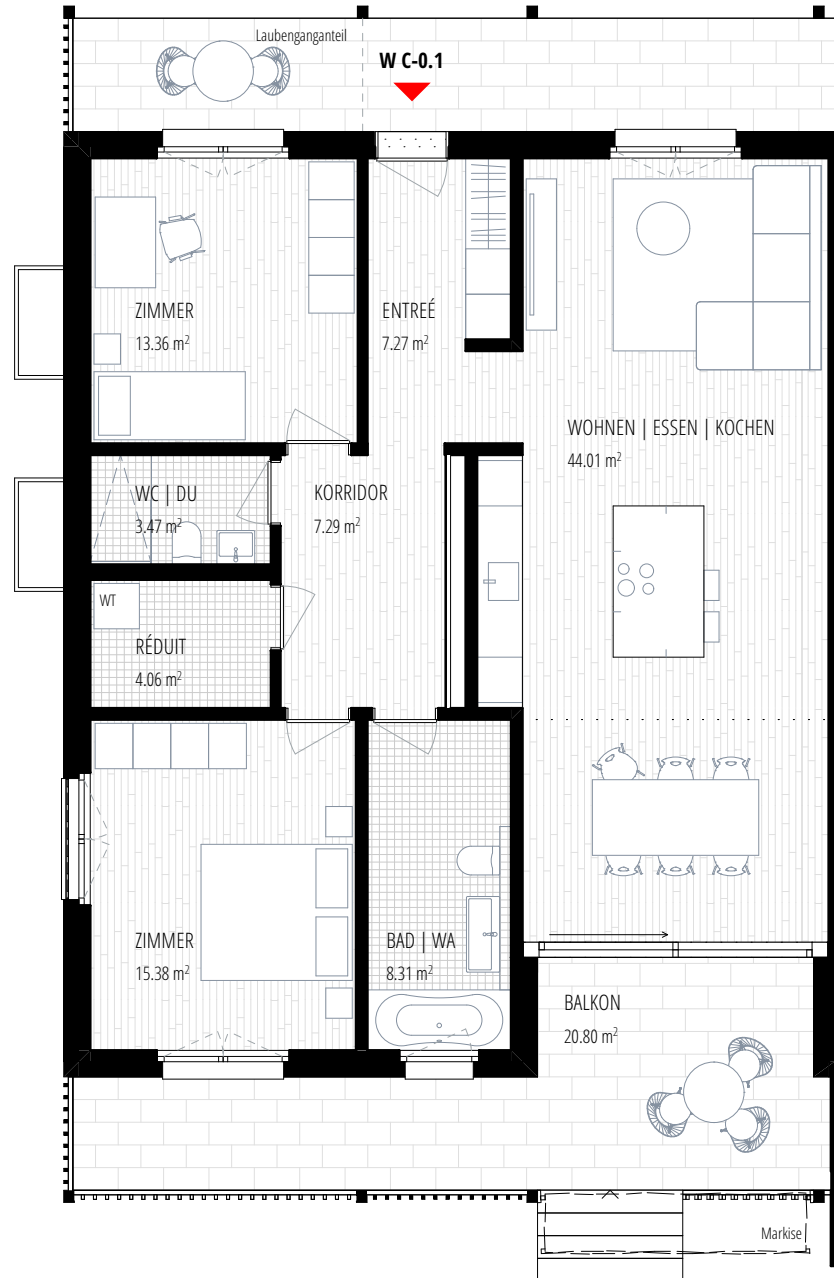 Laubenganganteil
W C-0.1
ZIMMER
13.36 m²
ENTREÉ
7.27 m²
WOHNEN | ESSEN | KOCHEN
44.01 m²
WC | DU
3.47 m²
KORRIDOR
7.29 m²
WT
RÉDUIT
4.06 m²
ZIMMER
15.38 m²
BAD | WA
8.31 m²
BALKON
20.80 m²
Markise